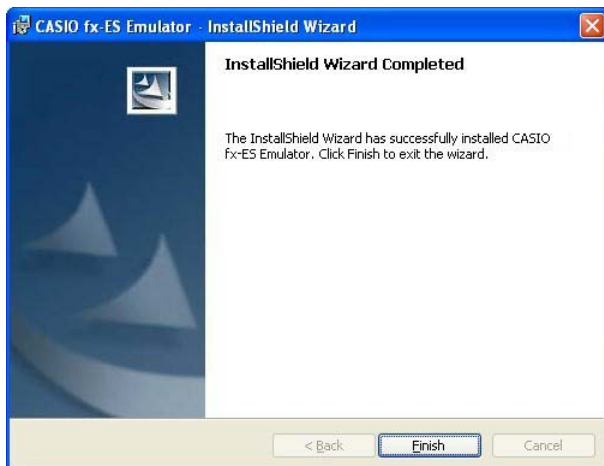 CASIO fx-ES Emulator - InstallShield Wizard
InstallShield Wizard Completed
The InstallShield Wizard has successfully installed CASIO
fx-ES Emulator. Click Finish to exit the wizard.
< Back Finish Cancel